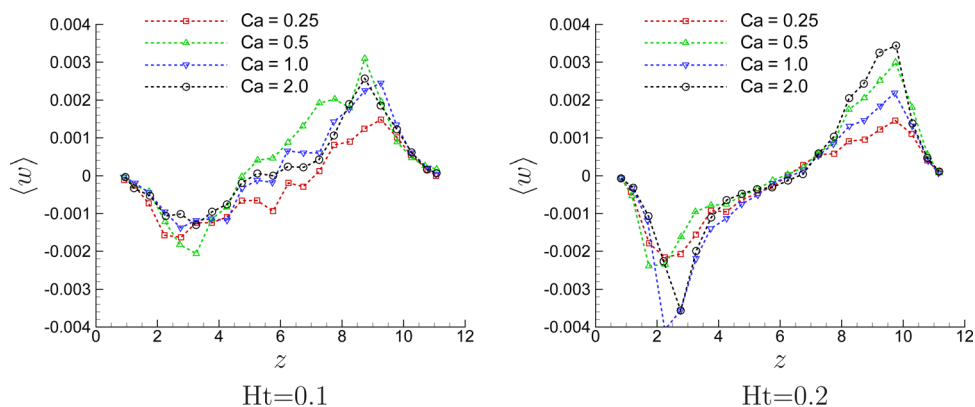 0.004
0.003
0.002
0.001
0
-0.001
-0.002
-0.003
-0.004
⟨w⟩
Ca = 0.25
Ca = 0.5
Ca = 1.0
Ca = 2.0
0 2 4 6 8 10 12
z
Ht=0.1
0.004
0.003
0.002
0.001
0
-0.001
-0.002
-0.003
-0.004
⟨w⟩
Ca = 0.25
Ca = 0.5
Ca = 1.0
Ca = 2.0
0 2 4 6 8 10 12
z
Ht=0.2